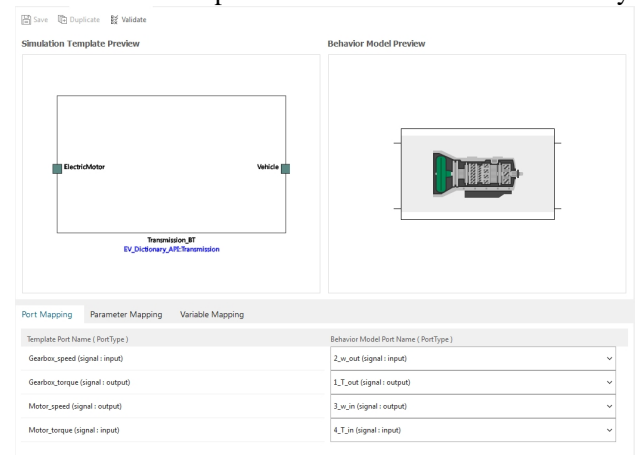 Save Duplicate Validate
Simulation Template Preview Behavior Model Preview
ElectricMotor Vehicle
Transmission_BT
EV_Dictionary_API:Transmission
Port Mapping Parameter Mapping Variable Mapping
Template Port Name ( PortType ) Behavior Model Port Name ( PortType )
Gearbox_speed (signal : input) 2_w_out (signal : input)
Gearbox_torque (signal : output) 1_T_out (signal : output)
Motor_speed (signal : output) 3_w_in (signal : output)
Motor_torque (signal : input) 4_T_in (signal : input)